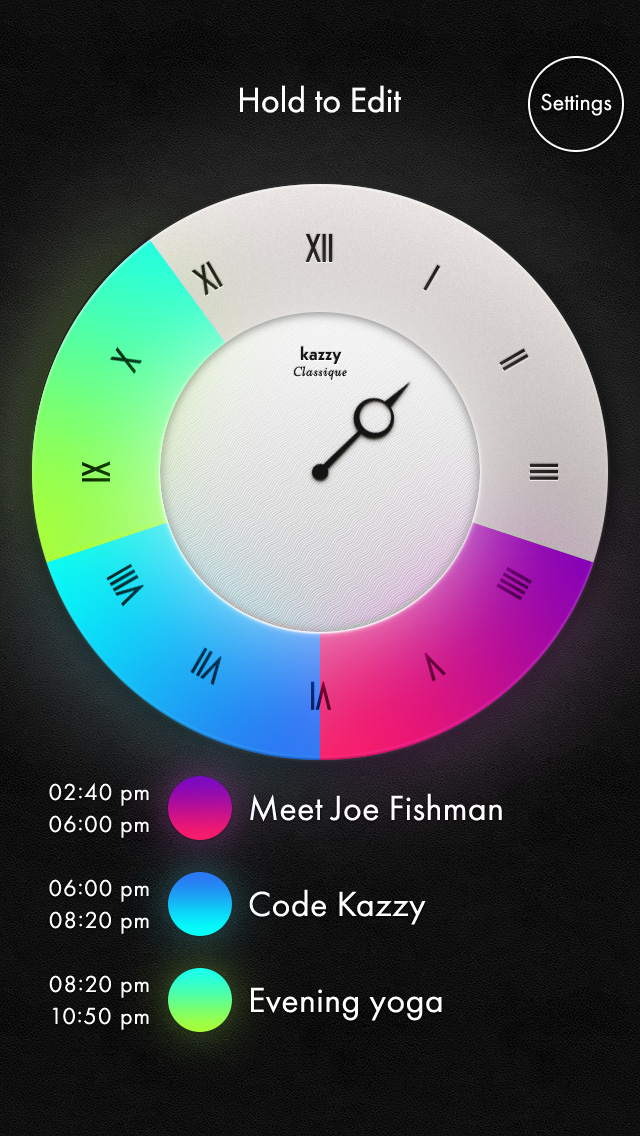 Hold to Edit
Settings
XII
XI
I
X
II
kazzy
Classique
IX
III
VIII
IIII
VII
V
VI
02:40 pm
06:00 pm
Meet Joe Fishman
06:00 pm
08:20 pm
Code Kazzy
08:20 pm
10:50 pm
Evening yoga